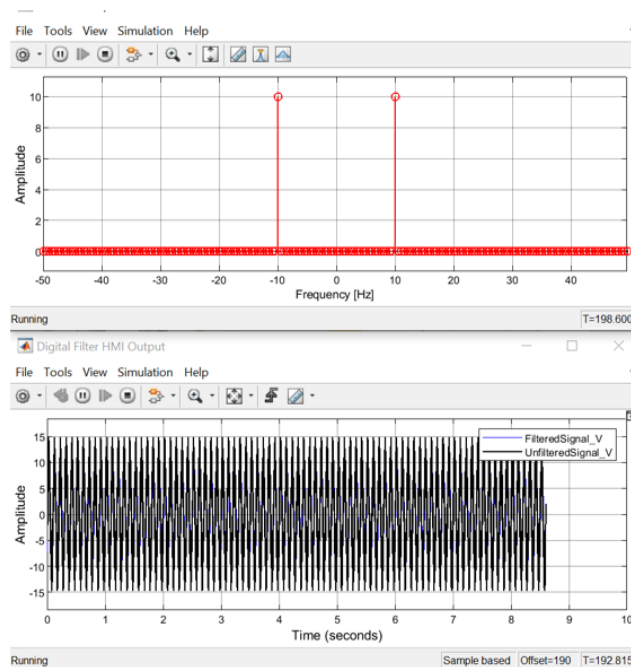 File Tools View Simulation Help
10
8
6
4
2
0
Amplitude
-50 -40 -30 -20 -10 0 10 20 30 40
Frequency [Hz]
Running T=198.600
Digital Filter HMI Output
File Tools View Simulation Help
FilteredSignal_V
UnfilteredSignal_V
15
10
5
0
-5
-10
-15
Amplitude
0 1 2 3 4 5 6 7 8 9 10
Time (seconds)
Running Sample based Offset=190 T=192.815